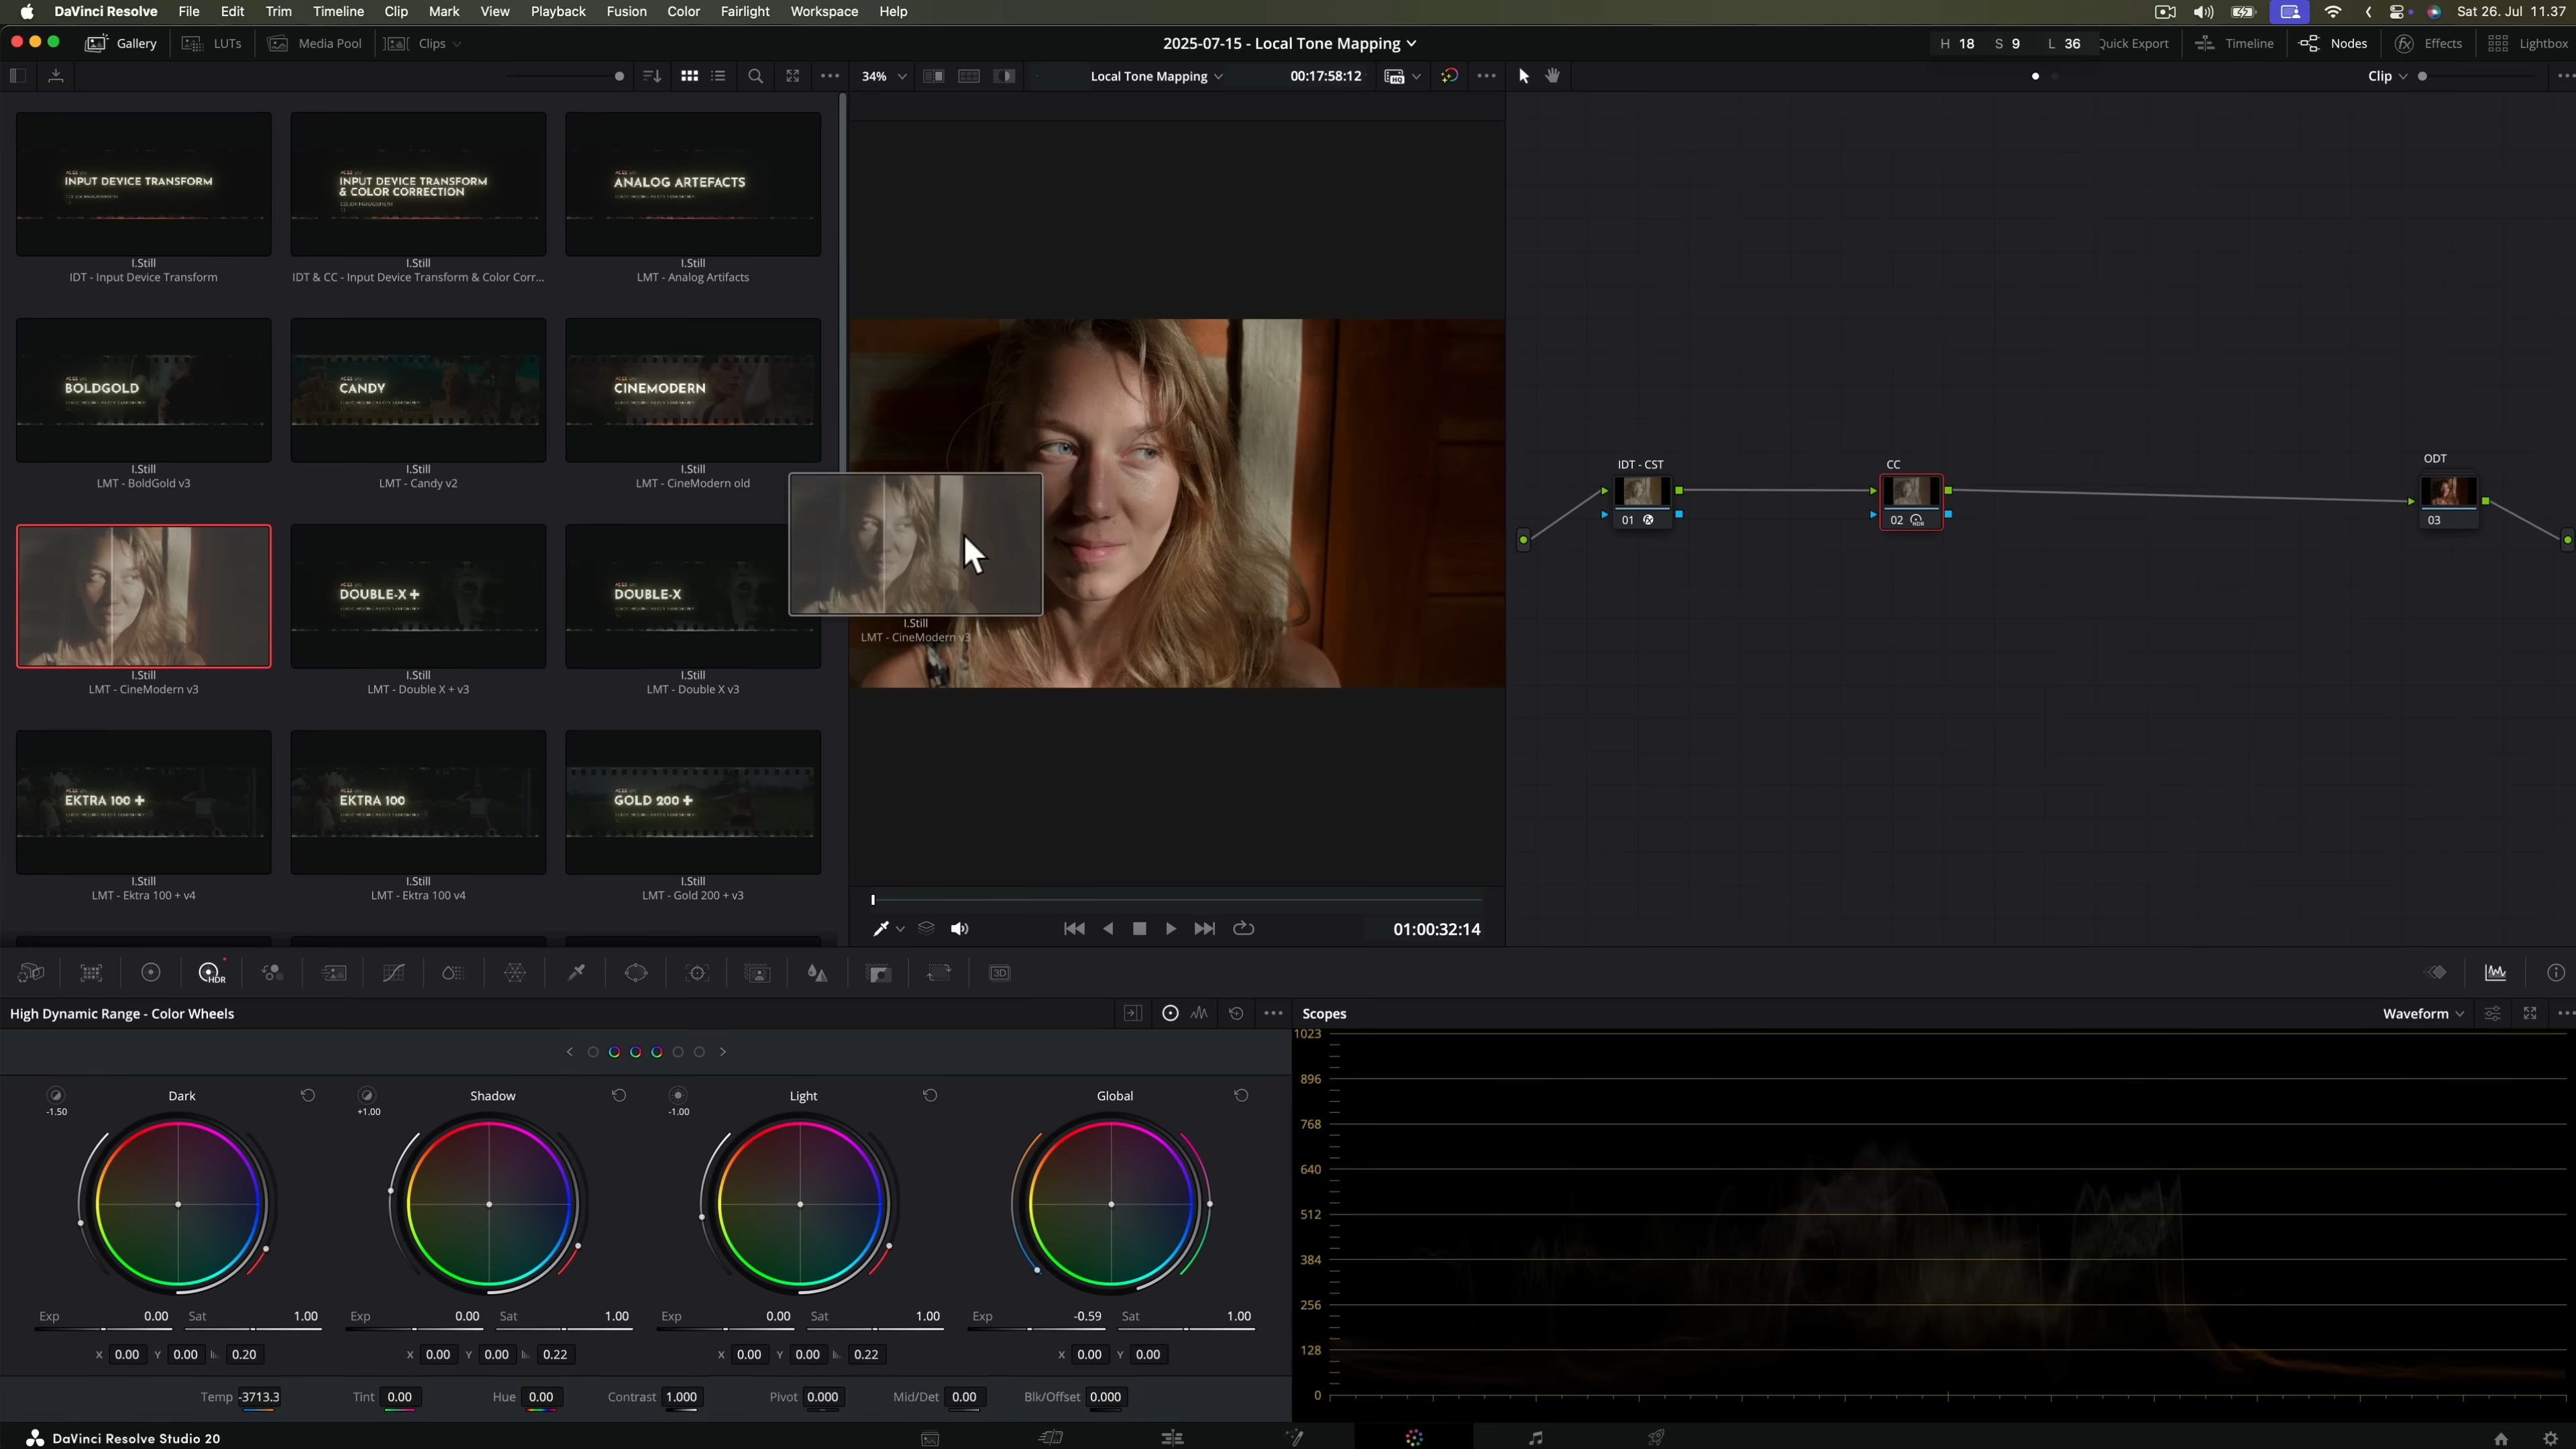 DaVinci Resolve File Edit Trim Timeline Clip Mark View Playback Fusion Color Fairlight Workspace Help Sat 26. Jul 11.37
Gallery LUTs Media Pool Clips 2025-07-15 - Local Tone Mapping H 18 S 9 L 36 Quick Export Timeline Nodes Effects Lightbox
34% Local Tone Mapping 00:17:58:12 HQ Clip
INPUT DEVICE TRANSFORM
INPUT DEVICE TRANSFORM
& COLOR CORRECTION
ANALOG ARTEFACTS
I.Still I.Still I.Still
IDT - Input Device Transform IDT & CC - Input Device Transform & Color Corr... LMT - Analog Artifacts
BOLDGOLD CANDY CINEMODERN
I.Still I.Still I.Still
LMT - BoldGold v3 LMT - Candy v2 LMT - CineModern old
DOUBLE-X + DOUBLE-X
I.Still I.Still I.Still
LMT - CineModern v3 LMT - Double X + v3 LMT - Double X v3
EKTRA 100 + EKTRA 100 GOLD 200 +
I.Still I.Still I.Still
LMT - Ektra 100 + v4 LMT - Ektra 100 v4 LMT - Gold 200 + v3
I.Still
LMT - CineModern v3
01:00:32:14
IDT - CST CC ODT
01 02 HDR 03
HDR 3D
High Dynamic Range - Color Wheels
Dark Shadow Light Global
-1.50 +1.00 -1.00
Exp 0.00 Sat 1.00 Exp 0.00 Sat 1.00 Exp 0.00 Sat 1.00 Exp -0.59 Sat 1.00
X 0.00 Y 0.00 0.20 X 0.00 Y 0.00 0.22 X 0.00 Y 0.00 0.22 X 0.00 Y 0.00
Temp -3713.3 Tint 0.00 Hue 0.00 Contrast 1.000 Pivot 0.000 Mid/Det 0.00 Blk/Offset 0.000
Scopes Waveform
1023
896
768
640
512
384
256
128
0
DaVinci Resolve Studio 20